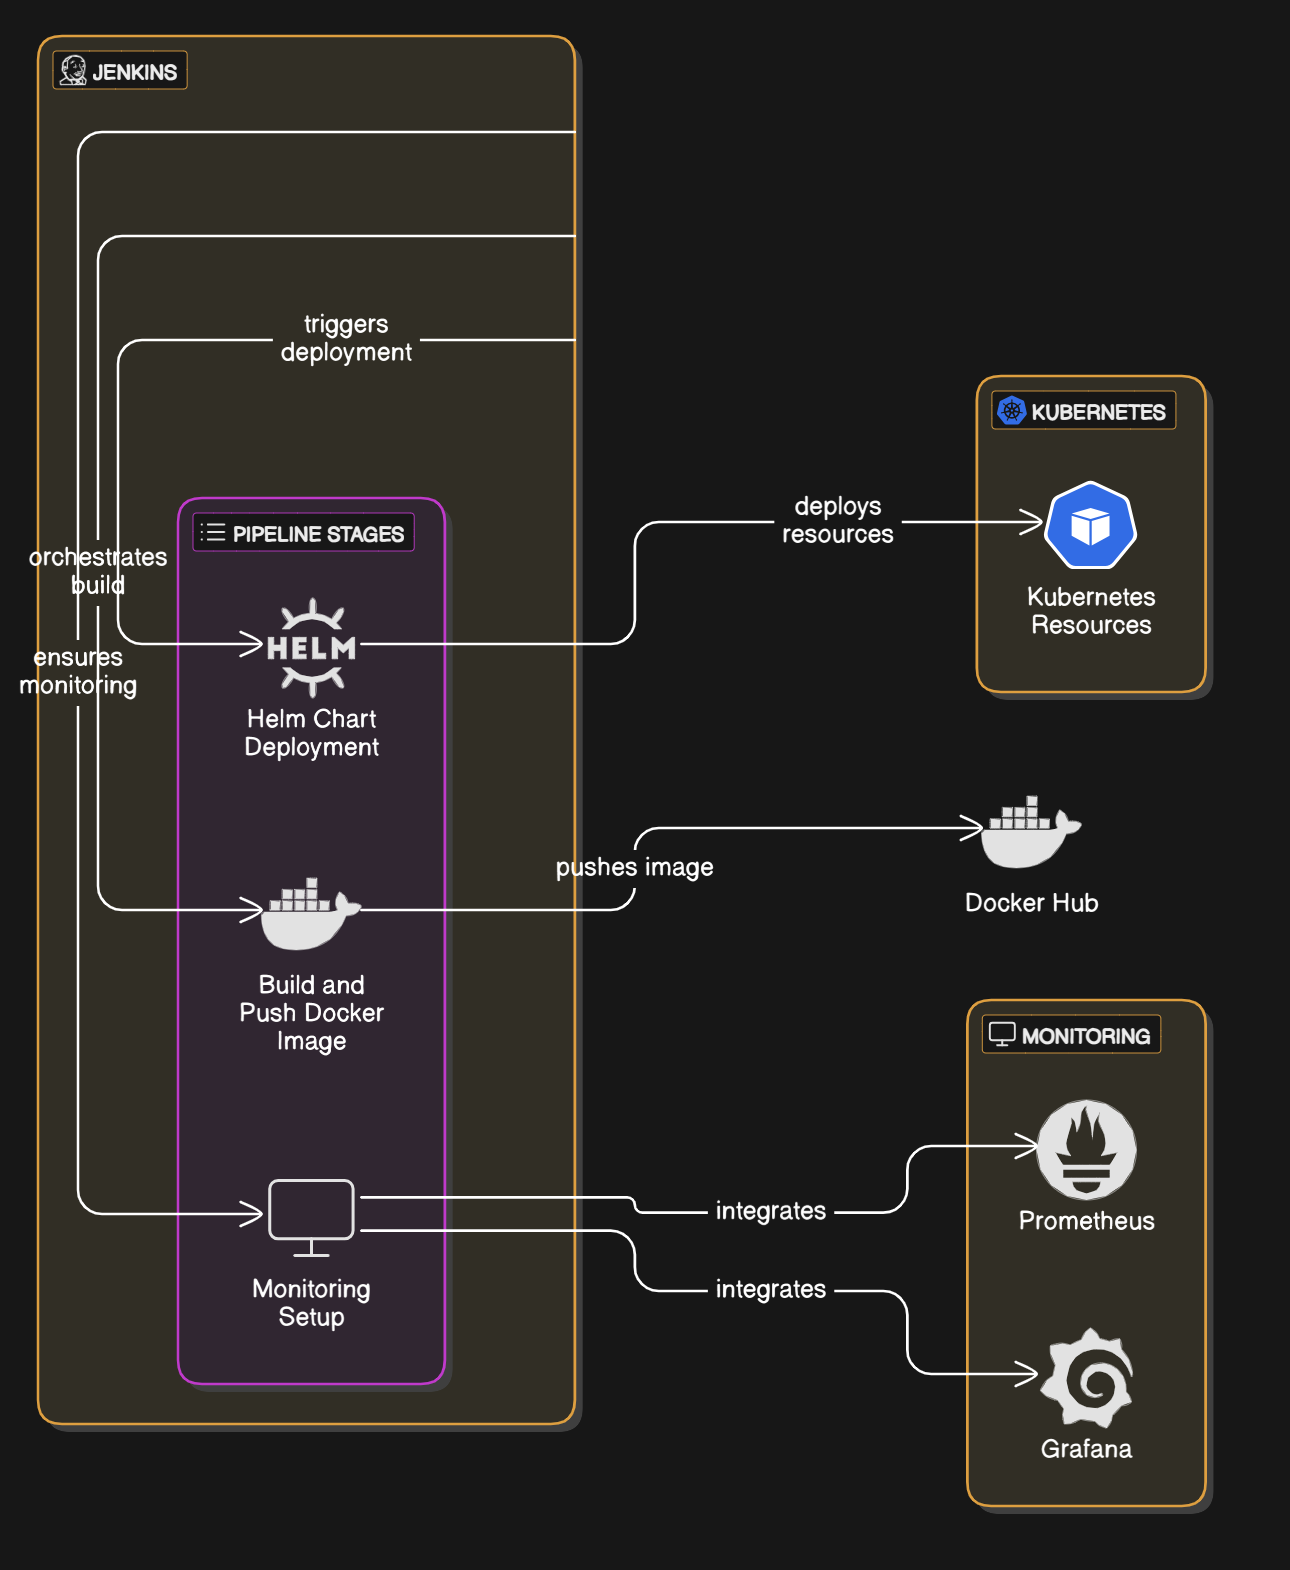 JENKINS
triggers
deployment
KUBERNETES
deploys
resources
PIPELINE STAGES
orchestrates
build
Kubernetes
Resources
HELM
ensures
monitoring
Helm Chart
Deployment
pushes image
Docker Hub
Build and
Push Docker
Image
MONITORING
integrates
Prometheus
integrates
Monitoring
Setup
Grafana